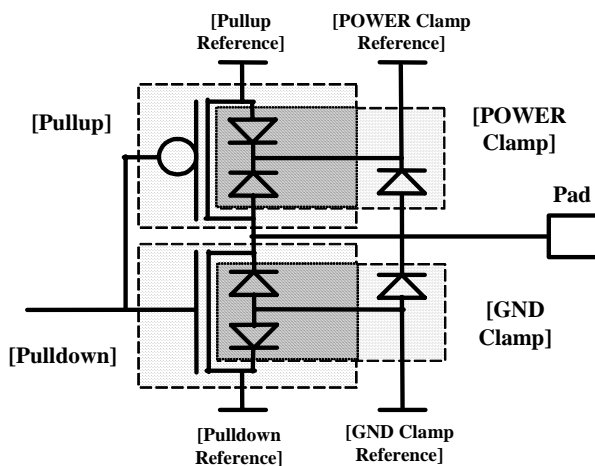 [Pullup
Reference]
[POWER Clamp
Reference]
[Pullup]
[POWER
Clamp]
Pad
[Pulldown]
[GND
Clamp]
[Pulldown
Reference]
[GND Clamp
Reference]